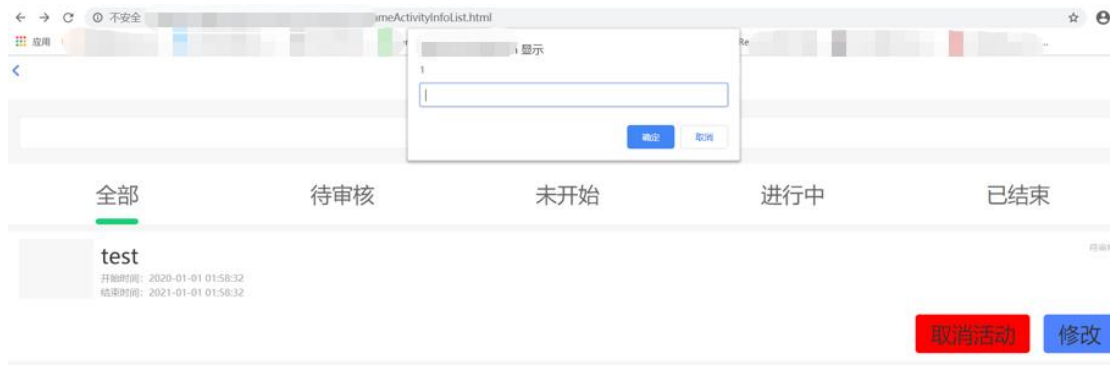 不安全
ameActivityInfoList.html
应用
Re
显示
1
确定
取消
全部
待审核
未开始
进行中
已结束
test
开始时间：2020-01-01 01:58:32
结束时间：2021-01-01 01:58:32
取消活动
修改